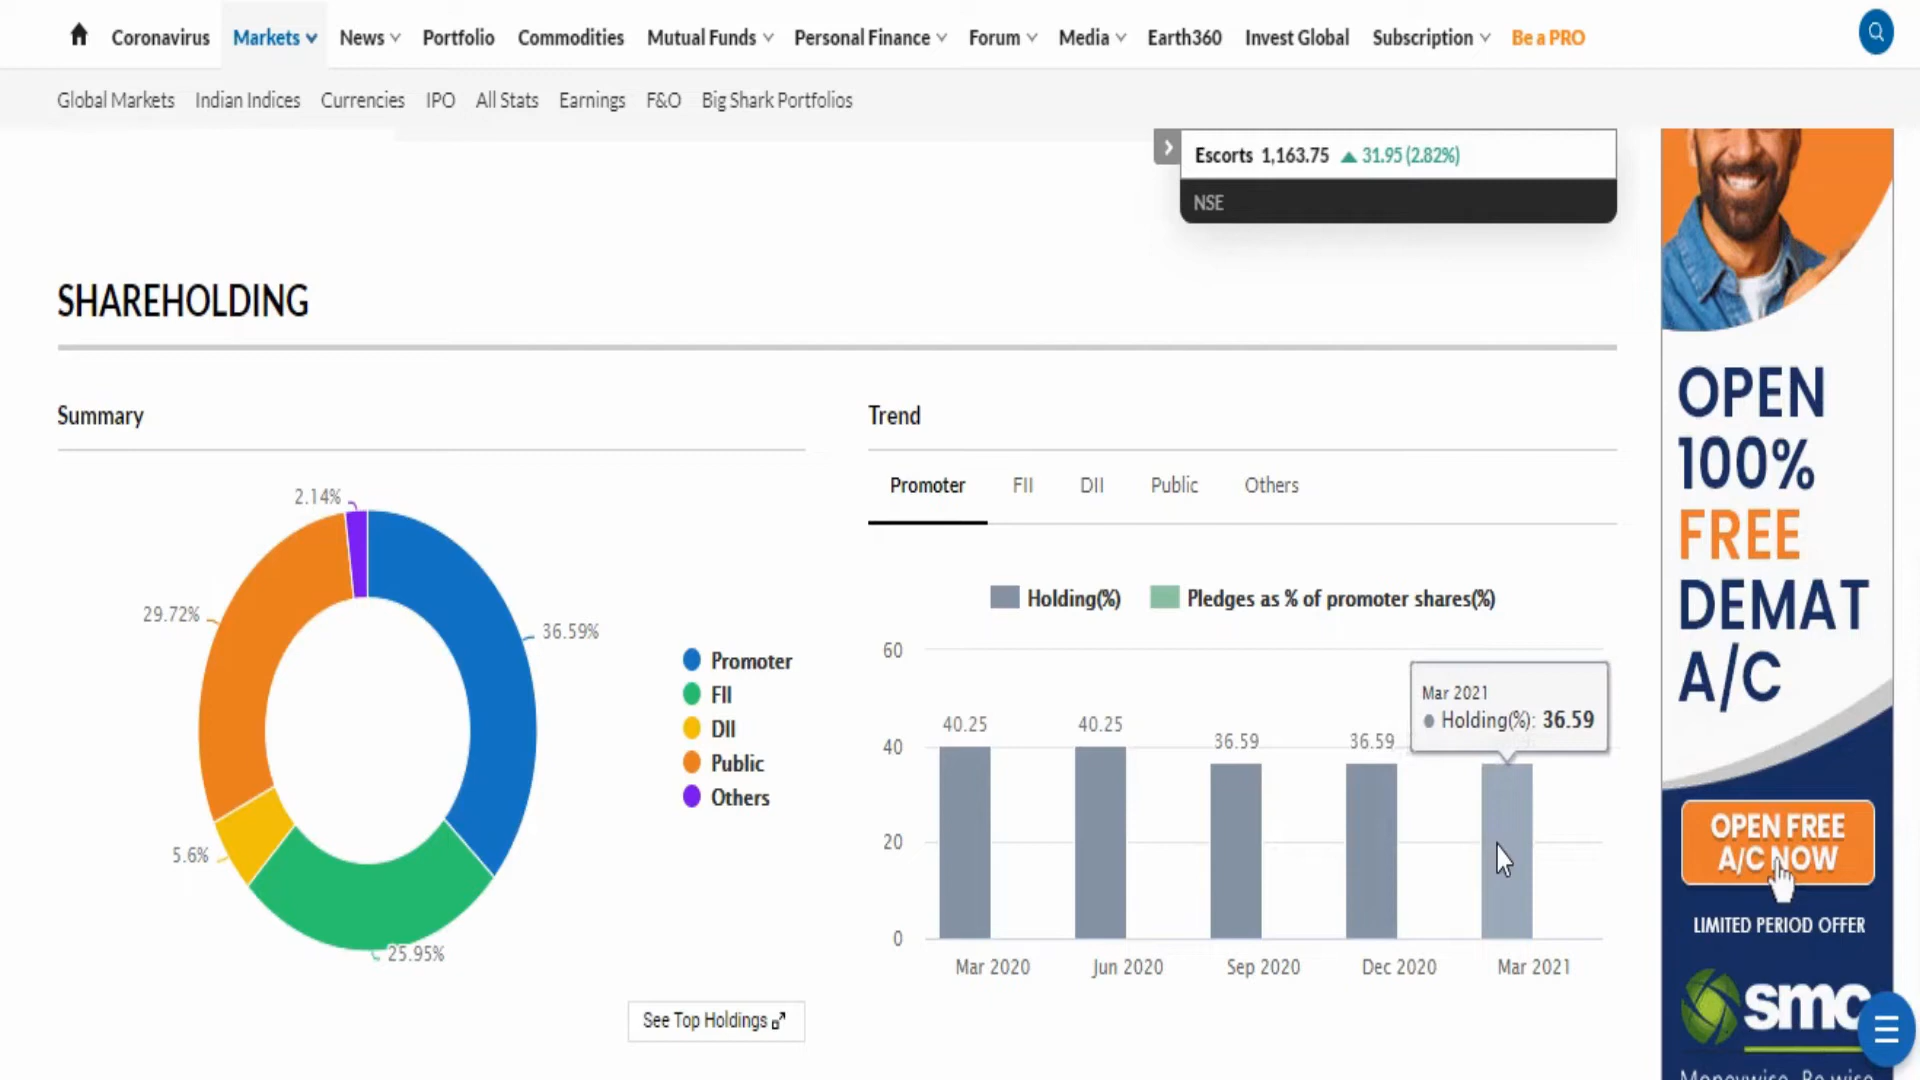 Coronavirus Markets News Portfolio Commodities Mutual Funds Personal Finance Forum Media Earth360 Invest Global Subscription Be a PRO
Global Markets Indian Indices Currencies IPO All Stats Earnings F&O Big Shark Portfolios
Escorts 1,163.75 ▲ 31.95 (2.82%)
NSE
SHAREHOLDING
Summary
2.14%
29.72%
36.59%
5.6%
25.95%
Promoter
FII
DII
Public
Others
See Top Holdings
Trend
Promoter FII DII Public Others
Holding(%) Pledges as % of promoter shares(%)
60
40
20
0
40.25 40.25 36.59 36.59
Mar 2021
Holding(%): 36.59
Mar 2020 Jun 2020 Sep 2020 Dec 2020 Mar 2021
OPEN
100%
FREE
DEMAT
A/C
OPEN FREE
A/C NOW
LIMITED PERIOD OFFER
smc
Moneywise. Be wise